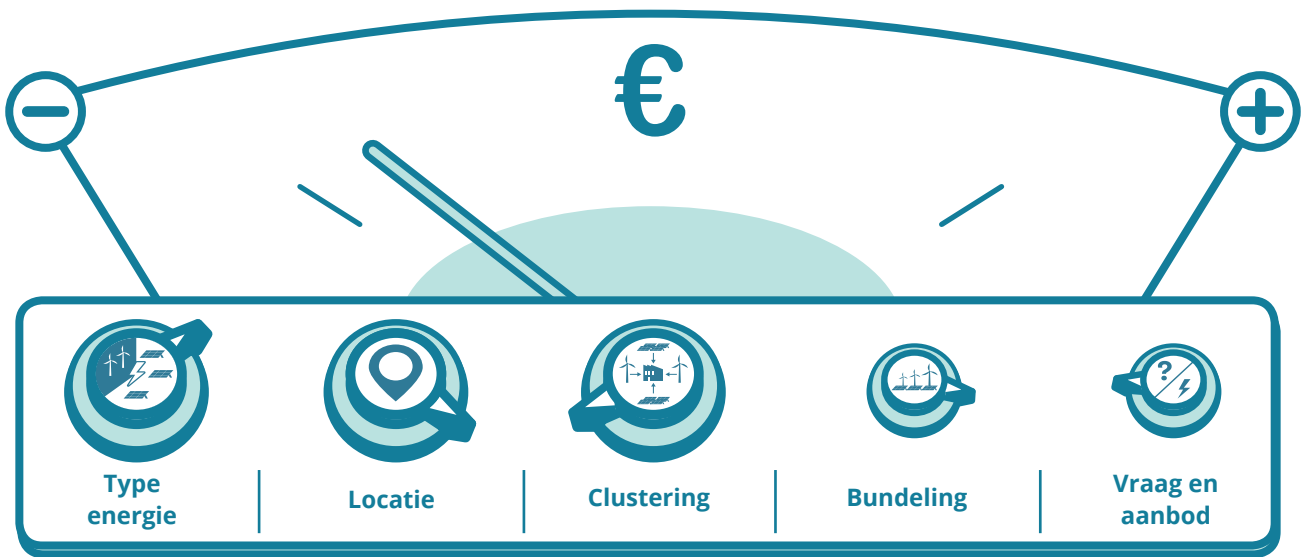 €
?
Type
energie
Locatie
Clustering
Bundeling
Vraag en
aanbod